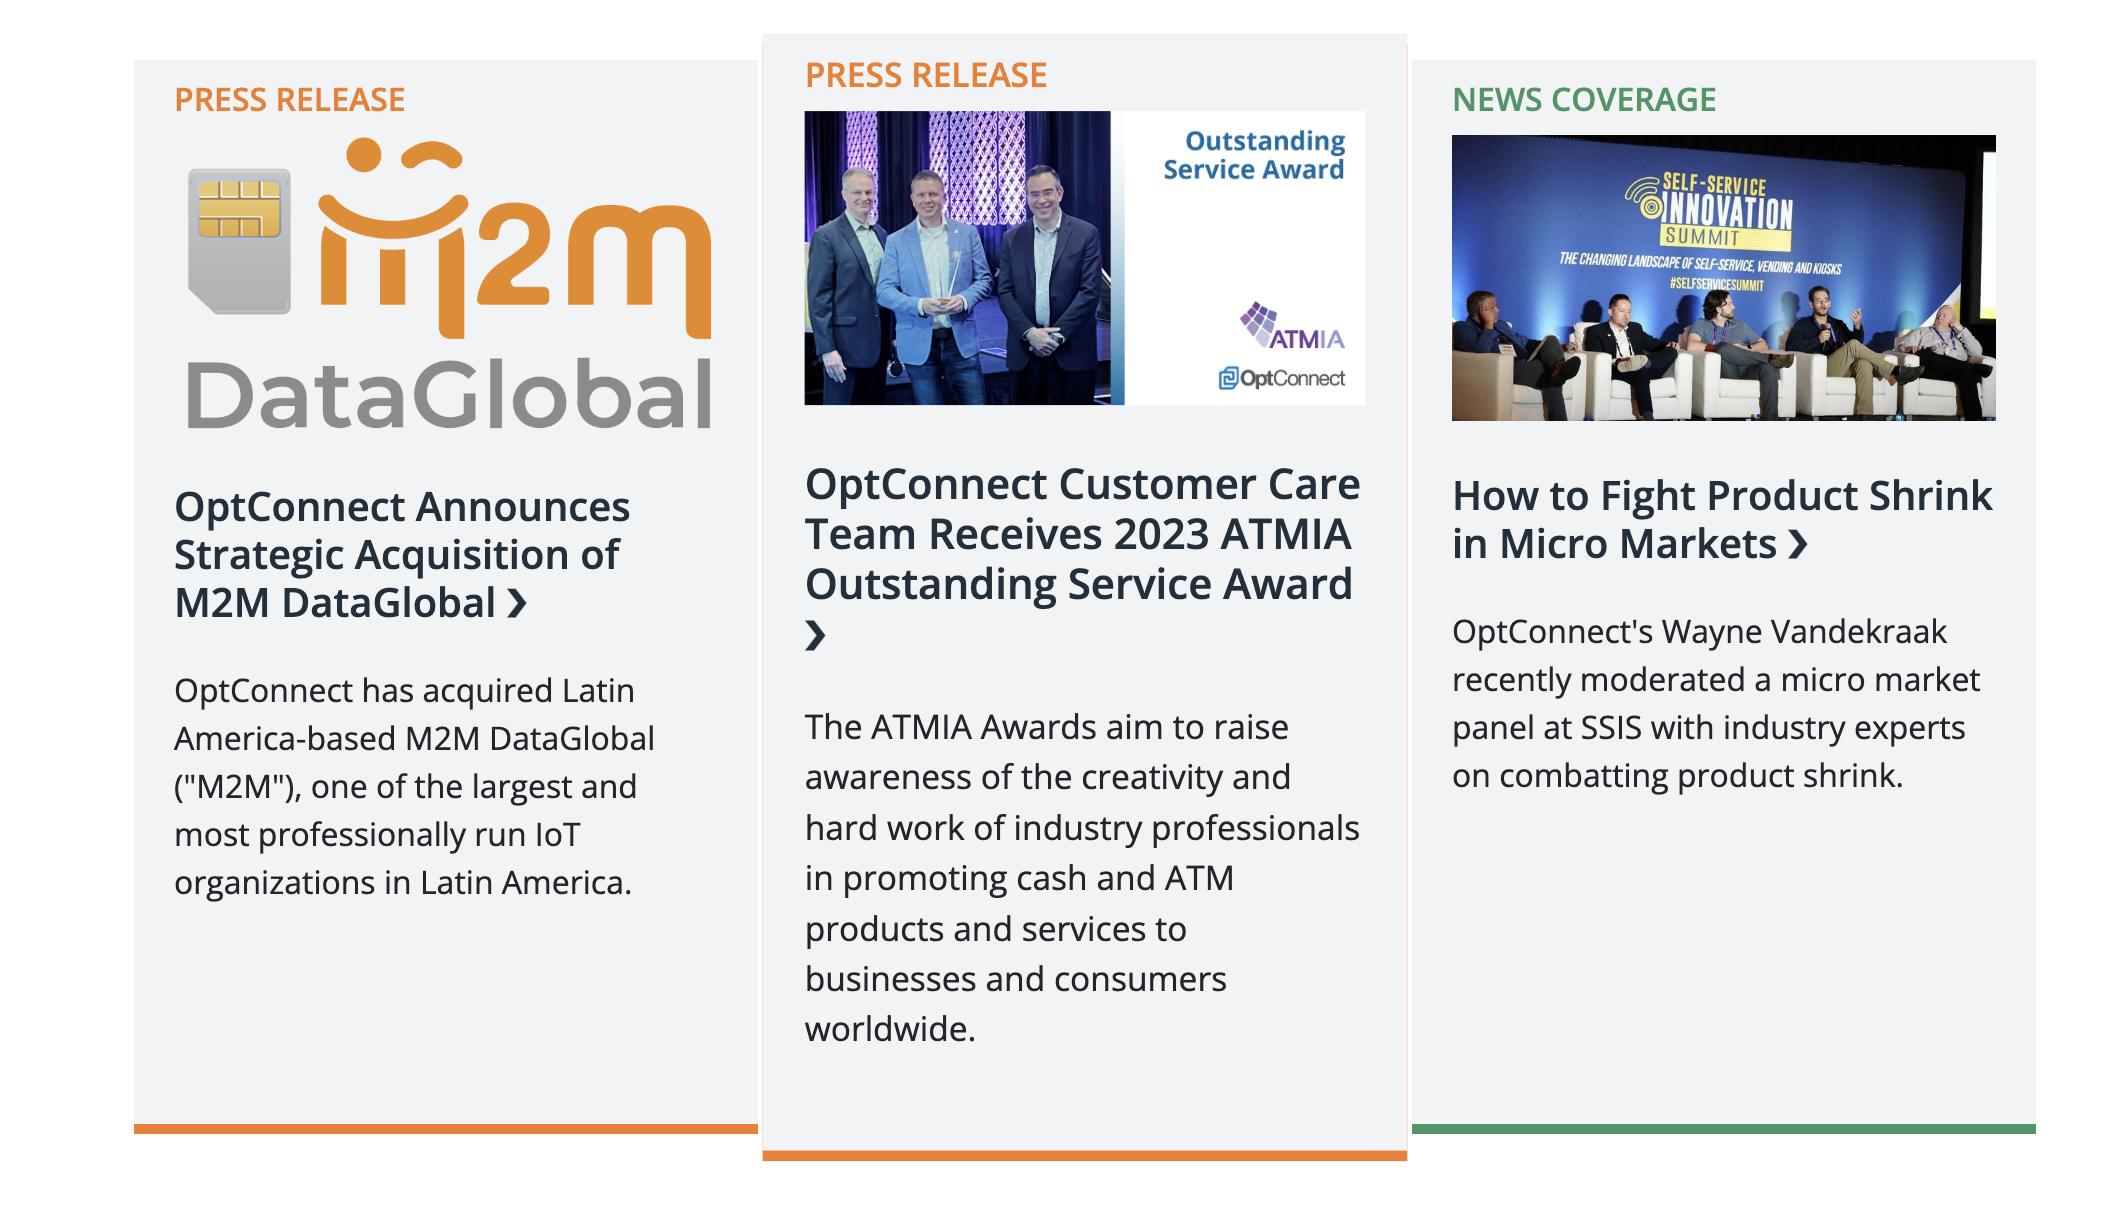 PRESS RELEASE
m2m
DataGlobal
OptConnect Announces
Strategic Acquisition of
M2M DataGlobal ❯
OptConnect has acquired Latin
America-based M2M DataGlobal
("M2M"), one of the largest and
most professionally run IoT
organizations in Latin America.
PRESS RELEASE
Outstanding
Service Award
ATMIA
OptConnect
OptConnect Customer Care
Team Receives 2023 ATMIA
Outstanding Service Award
❯
The ATMIA Awards aim to raise
awareness of the creativity and
hard work of industry professionals
in promoting cash and ATM
products and services to
businesses and consumers
worldwide.
NEWS COVERAGE
SELF-SERVICE
INNOVATION
SUMMIT
THE CHANGING LANDSCAPE OF SELF-SERVICE, VENDING AND KIOSKS
#SELFSERVICESUMMIT
How to Fight Product Shrink
in Micro Markets ❯
OptConnect's Wayne Vandekraak
recently moderated a micro market
panel at SSIS with industry experts
on combatting product shrink.